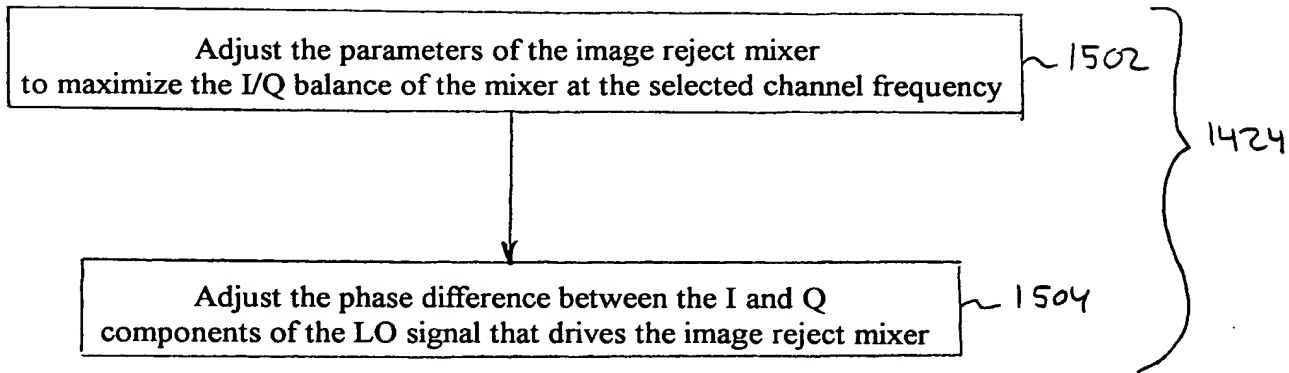 Adjust the parameters of the image reject mixer
to maximize the I/Q balance of the mixer at the selected channel frequency
1502
1424
Adjust the phase difference between the I and Q
components of the LO signal that drives the image reject mixer
1504